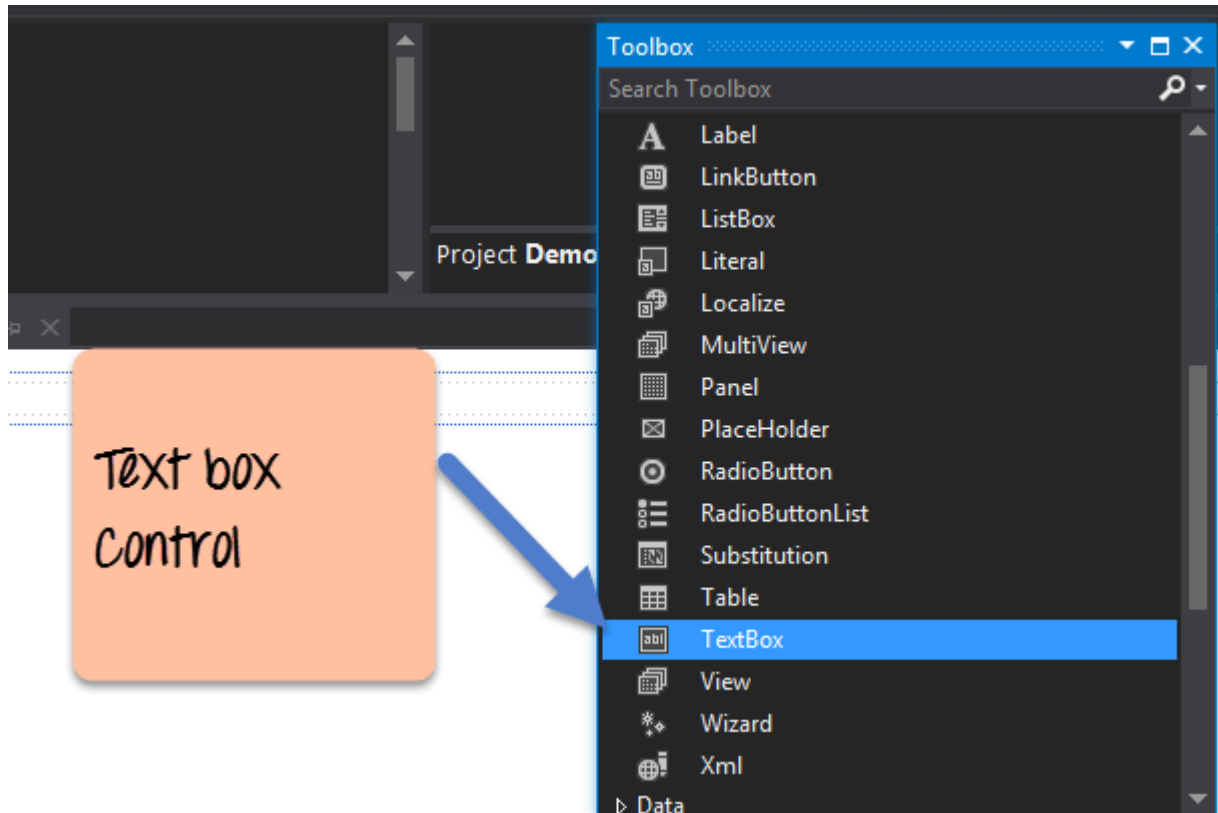 Toolbox
Search Toolbox
Label
LinkButton
ListBox
Literal
Localize
MultiView
Panel
PlaceHolder
RadioButton
RadioButtonList
Substitution
Table
TextBox
View
Wizard
Xml
Data
Project Demo
Text box
Control